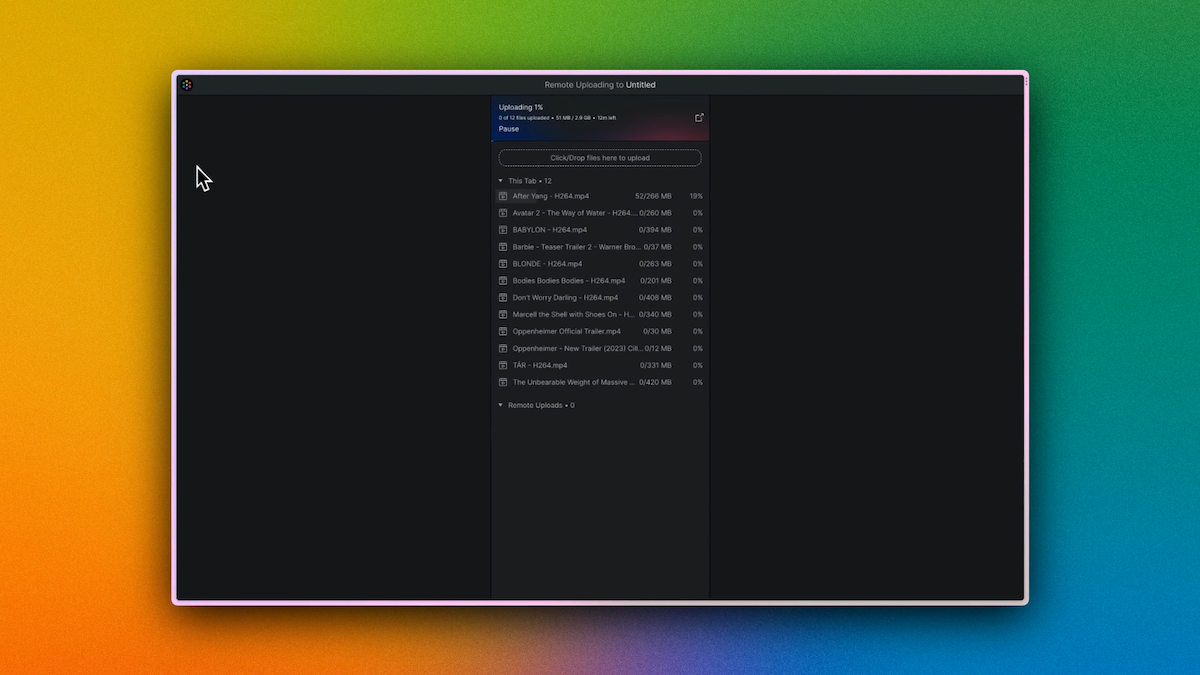 Remote Uploading to Untitled
Uploading 1%
0 of 12 files uploaded • 51 MB / 2.9 GB • 12m left
Pause
Click/Drop files here to upload
This Tab • 12
After Yang - H264.mp4 52/266 MB 19%
Avatar 2 - The Way of Water - H264.... 0/260 MB 0%
BABYLON - H264.mp4 0/394 MB 0%
Barbie - Teaser Trailer 2 - Warner Bro... 0/37 MB 0%
BLONDE - H264.mp4 0/263 MB 0%
Bodies Bodies Bodies - H264.mp4 0/201 MB 0%
Don't Worry Darling - H264.mp4 0/408 MB 0%
Marcell the Shell with Shoes On - H... 0/340 MB 0%
Oppenheimer Official Trailer.mp4 0/30 MB 0%
Oppenheimer - New Trailer (2023) Cill... 0/12 MB 0%
TÁR - H264.mp4 0/331 MB 0%
The Unbearable Weight of Massive ... 0/420 MB 0%
Remote Uploads • 0